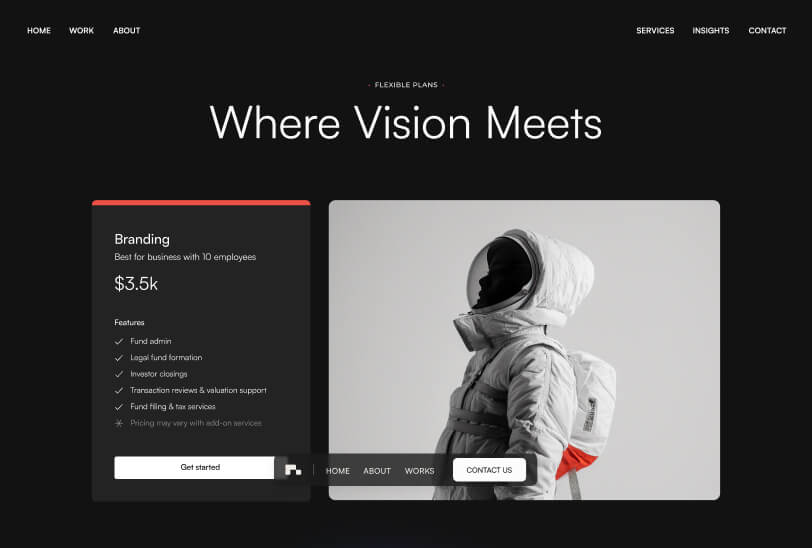 HOME WORK ABOUT SERVICES INSIGHTS CONTACT
· FLEXIBLE PLANS ·
Where Vision Meets
Branding
Best for business with 10 employees
$3.5k
Features
Fund admin
Legal fund formation
Investor closings
Transaction reviews & valuation support
Fund filing & tax services
Pricing may vary with add-on services
Get started
HOME ABOUT WORKS CONTACT US